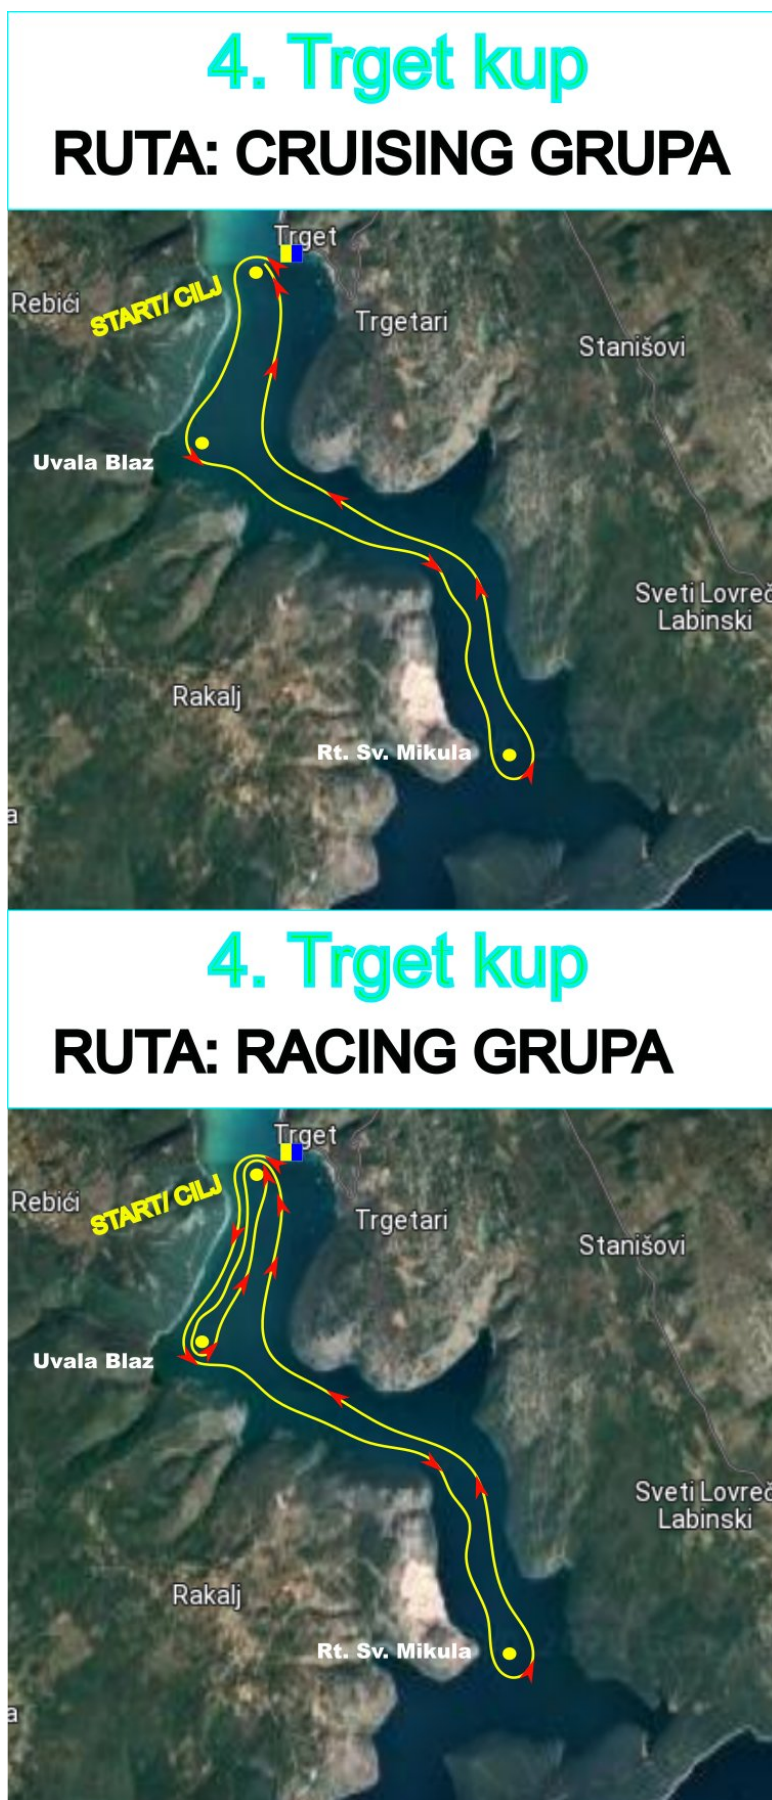 4. Trget kup
RUTA: CRUISING GRUPA
Trget
START/ CILJ
Rebići
Trgetari
Stanišovi
Uvala Blaz
Sveti Lovreč
Labinski
Rakalj
Rt. Sv. Mikula
a
4. Trget kup
RUTA: RACING GRUPA
Trget
START/ CILJ
Rebići
Trgetari
Stanišovi
Uvala Blaz
Sveti Lovreč
Labinski
Rakalj
Rt. Sv. Mikula
a